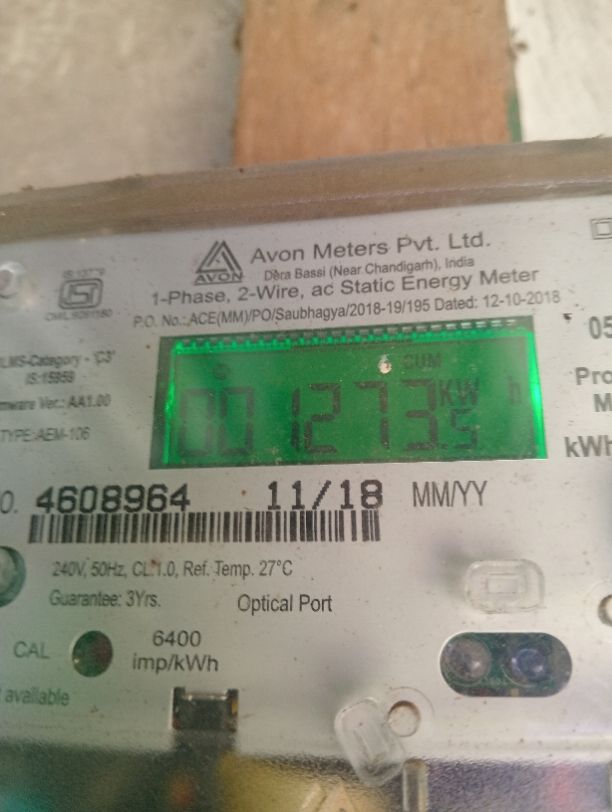 Avon Meters Pvt. Ltd.
AVON
Dera Bassi (Near Chandigarh), India
1-Phase, 2-Wire, ac Static Energy Meter
P.O. No.:ACE(MM)/PO/Saubhagya/2018-19/195 Dated: 12-10-2018
IS:13779
ISI
DLMS-Category - 'C3'
IS:15959
Ver.: AA1.00
TYPE:AEM-106
CUM
001273.5 kW h
05
Pro
M
kWh
O. 4608964 11/18 MM/YY
240V, 50Hz, CL.1.0, Ref. Temp. 27°C
Guarantee: 3Yrs.
Optical Port
CAL
6400
imp/kWh
available